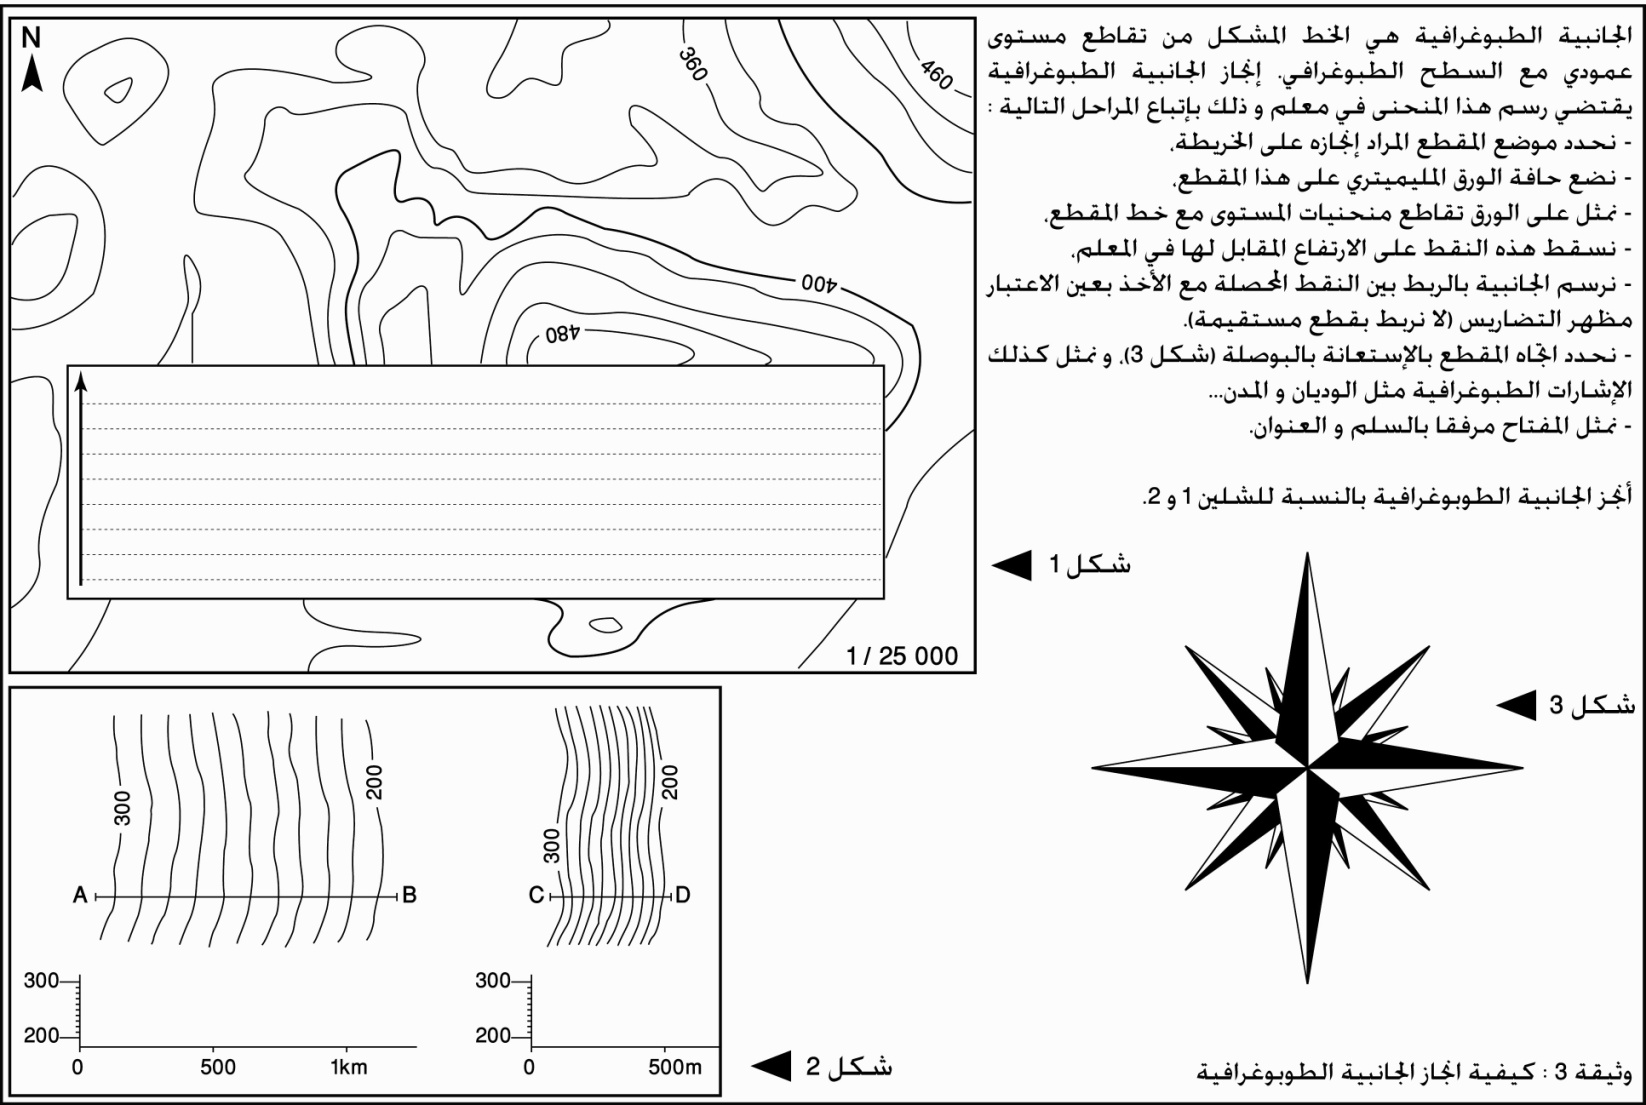 الجانبية الطبوغرافية هي الخط المشكل من تقاطع مستوى
عمودي مع السطح الطبوغرافي. إنجاز الجانبية الطبوغرافية
يقتضي رسم هذا المنحنى في معلم و ذلك بإتباع المراحل التالية :
- نحدد موضع المقطع المراد إنجازه على الخريطة،
- نضع حافة الورق المليميتري على هذا المقطع،
- نمثل على الورق تقاطع منحنيات المستوى مع خط المقطع،
- نسقط هذه النقط على الارتفاع المقابل لها في المعلم،
- نرسم الجانبية بالربط بين النقط المحصلة مع الأخذ بعين الاعتبار
مظهر التضاريس (لا نربط بقطع مستقيمة).
- نحدد اتجاه المقطع بالإستعانة بالبوصلة (شكل 3)، و نمثل كذلك
الإشارات الطبوغرافية مثل الوديان و المدن...
- نمثل المفتاح مرفقا بالسلم و العنوان.
أنجز الجانبية الطوبوغرافية بالنسبة للشلين 1 و 2.
N
360
460
400
480
1 / 25 000
شكل 1
شكل 3
300
200
A
B
300
200
0
500
1km
300
200
C
D
300
200
0
500m
شكل 2
وثيقة 3 : كيفية انجاز الجانبية الطوبوغرافية